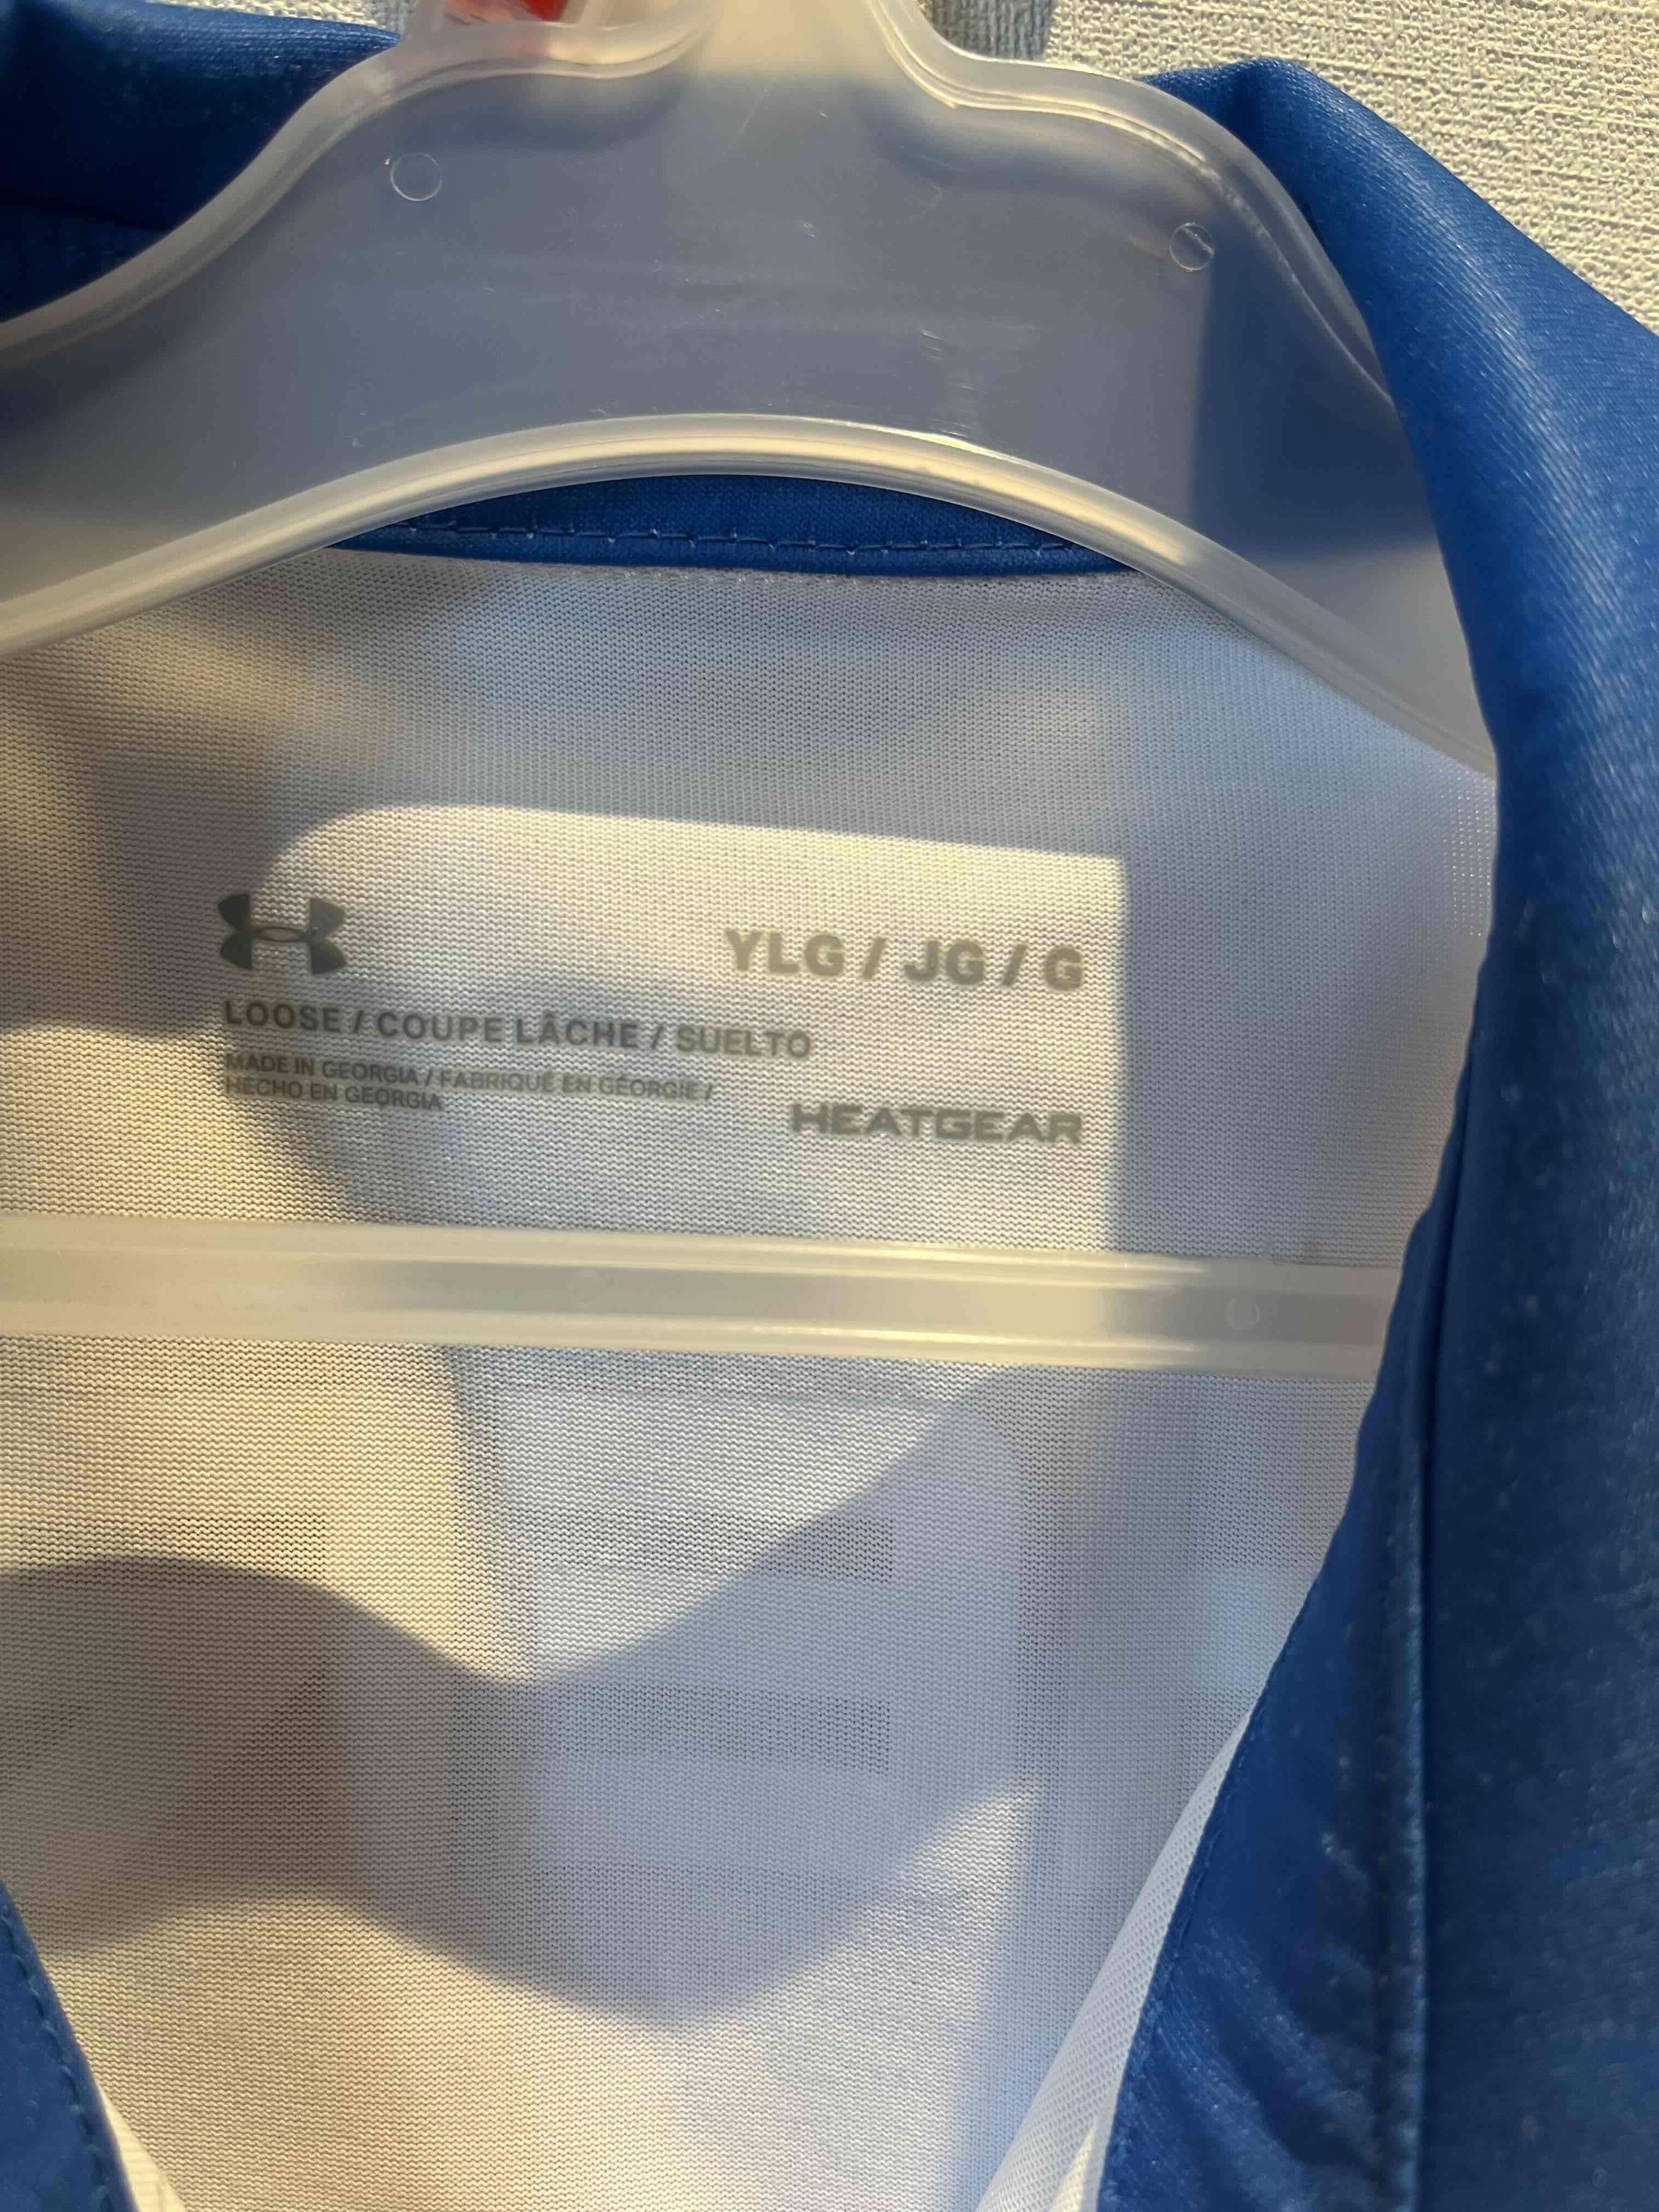 YLG / JG / G
LOOSE / COUPE LÂCHE / SUELTO
MADE IN GEORGIA / FABRIQUÉ EN GÉORGIE /
HECHO EN GEORGIA
HEATGEAR